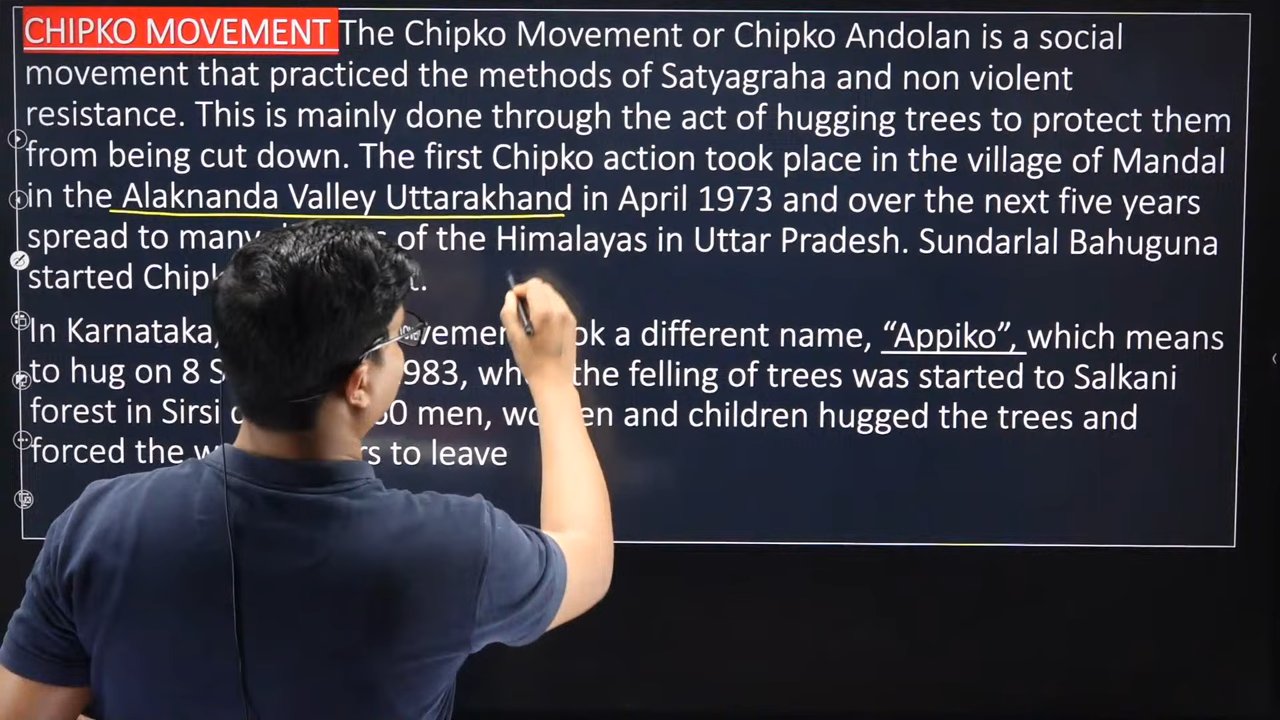 CHIPKO MOVEMENT The Chipko Movement or Chipko Andolan is a social
movement that practiced the methods of Satyagraha and non violent
resistance. This is mainly done through the act of hugging trees to protect them
from being cut down. The first Chipko action took place in the village of Mandal
in the Alaknanda Valley Uttarakhand in April 1973 and over the next five years
spread to many of the Himalayas in Uttar Pradesh. Sundarlal Bahuguna
started
In Karnataka, a different name, “Appiko”, which means
to hug on 8 the felling of trees was started to Salkani
forest in Sirsi men, and children hugged the trees and
forced the to leave